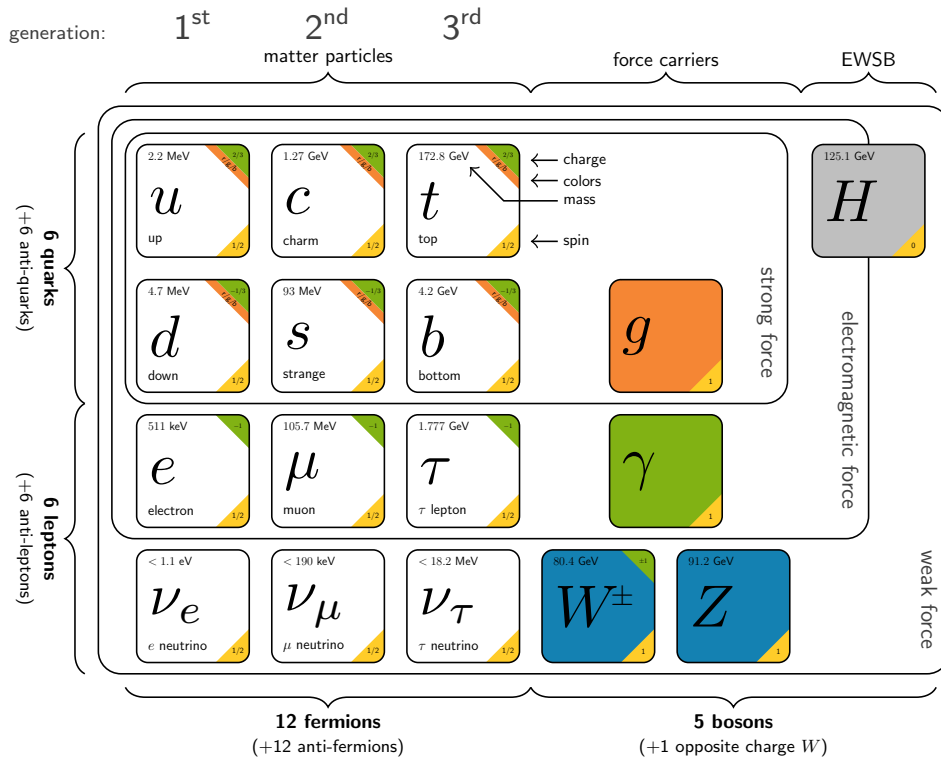 generation: 1st 2nd 3rd
matter particles force carriers EWSB
2.2 MeV 2/3 r/g/b
u
up 1/2
1.27 GeV 2/3 r/g/b
c
charm 1/2
172.8 GeV 2/3 r/g/b
t
top 1/2
charge
colors
mass
spin
125.1 GeV
H
0
6 quarks
(+6 anti-quarks)
4.7 MeV −1/3 r/g/b
d
down 1/2
93 MeV −1/3 r/g/b
s
strange 1/2
4.2 GeV −1/3 r/g/b
b
bottom 1/2
g
1
strong force
electromagnetic force
weak force
6 leptons
(+6 anti-leptons)
511 keV −1
e
electron 1/2
105.7 MeV −1
μ
muon 1/2
1.777 GeV −1
τ
τ lepton 1/2
γ
1
< 1.1 eV
νe
e neutrino 1/2
< 190 keV
νμ
μ neutrino 1/2
< 18.2 MeV
ντ
τ neutrino 1/2
80.4 GeV ±1
W±
1
91.2 GeV
Z
1
12 fermions
(+12 anti-fermions)
5 bosons
(+1 opposite charge W)